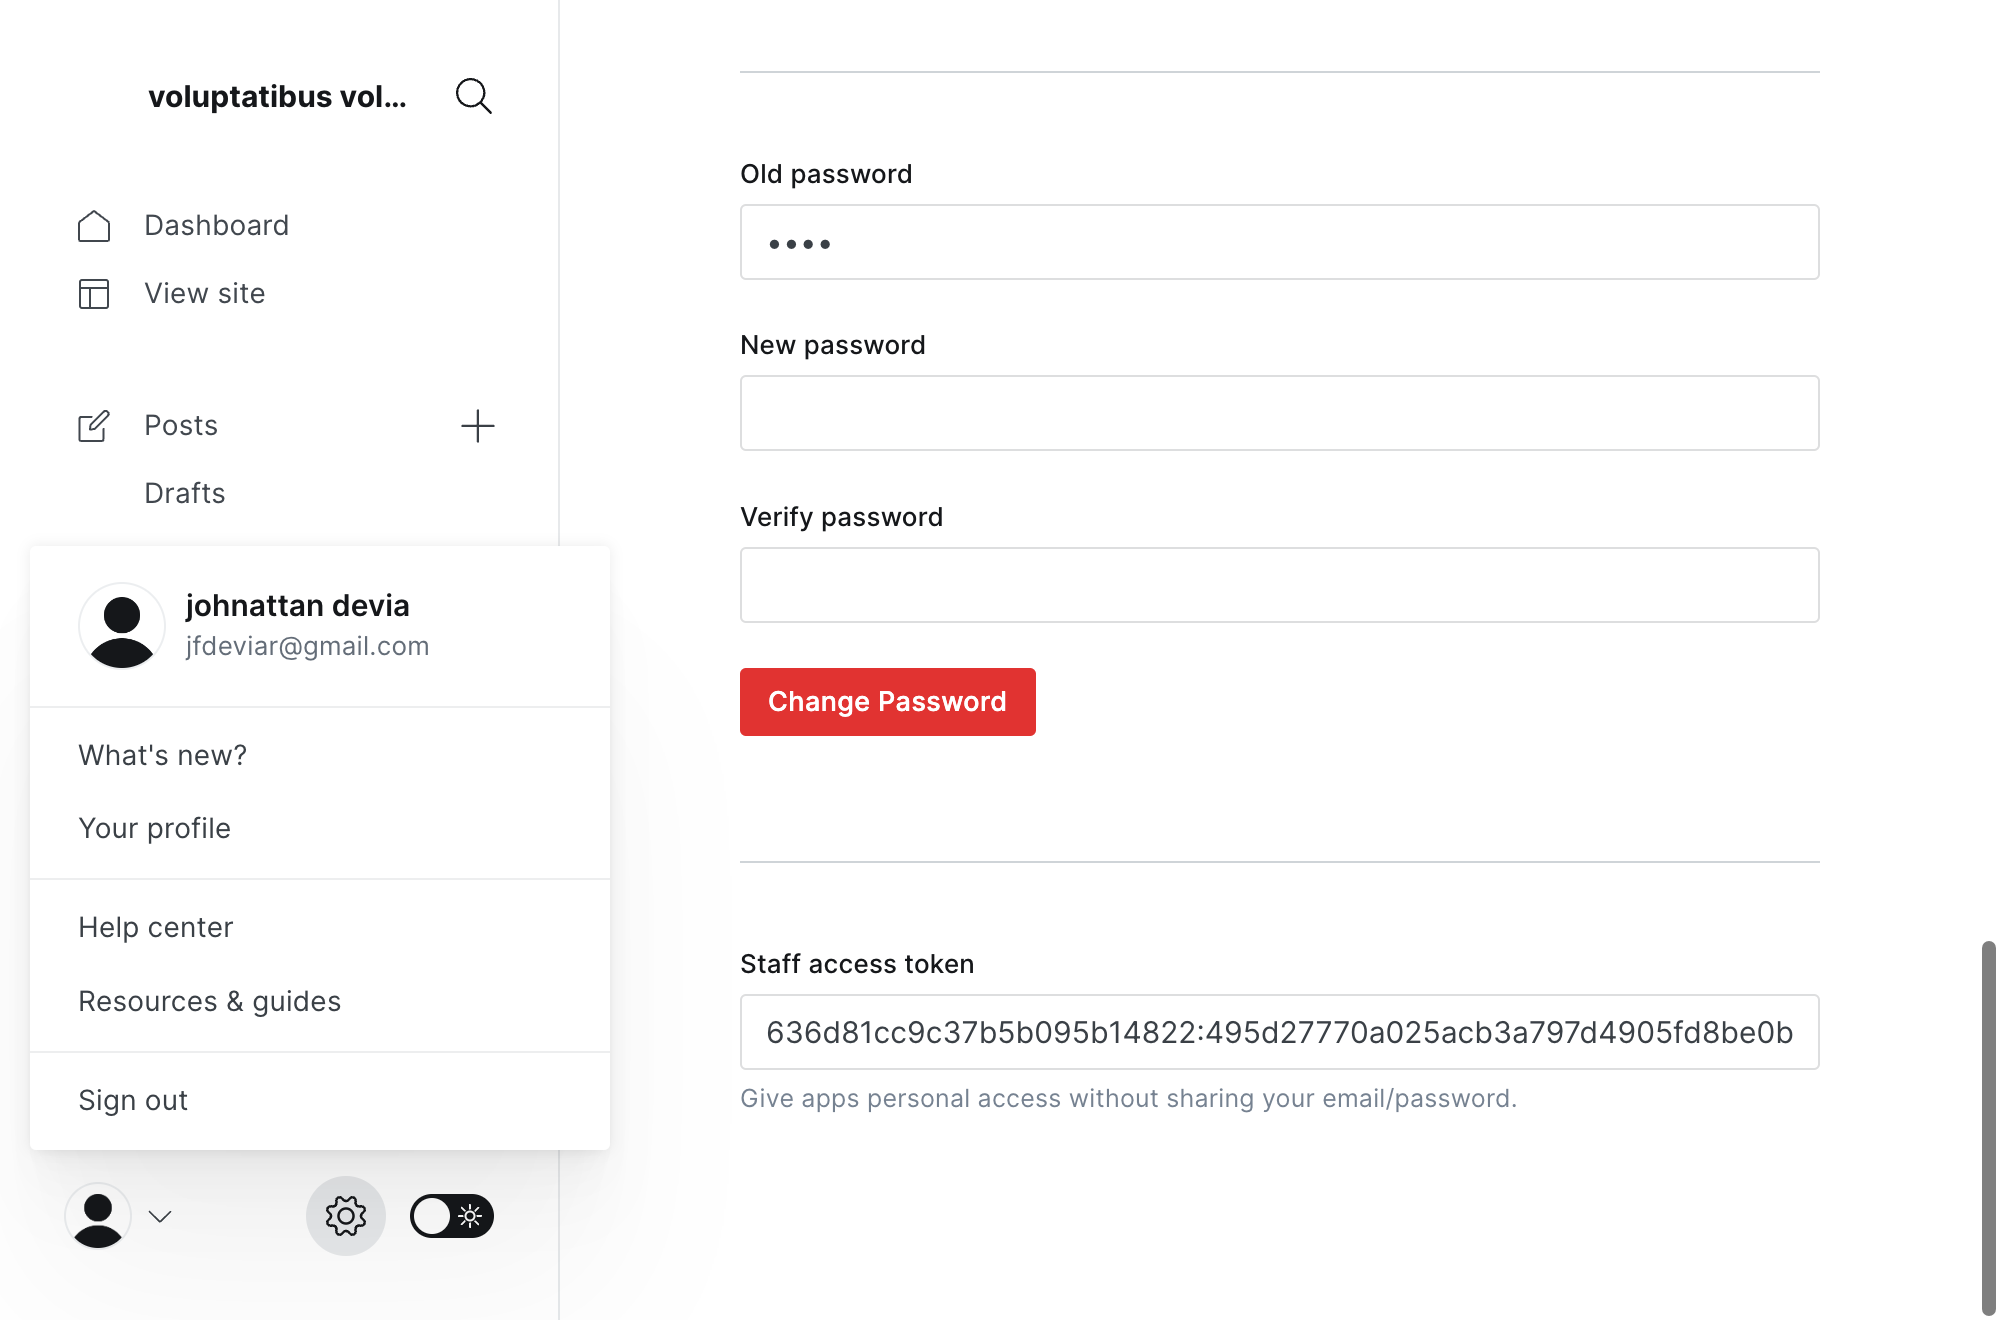 voluptatibus vol...
Dashboard
View site
Posts
Drafts
johnattan devia
jfdeviar@gmail.com
What's new?
Your profile
Help center
Resources & guides
Sign out
Old password
••••
New password
Verify password
Change Password
Staff access token
636d81cc9c37b5b095b14822:495d27770a025acb3a797d4905fd8be0b
Give apps personal access without sharing your email/password.